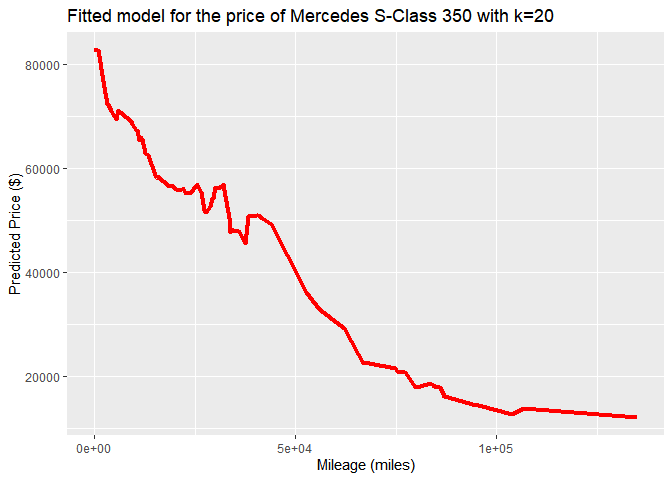 Fitted model for the price of Mercedes S-Class 350 with k=20
80000
60000
40000
20000
Predicted Price ($)
0e+00
5e+04
1e+05
Mileage (miles)